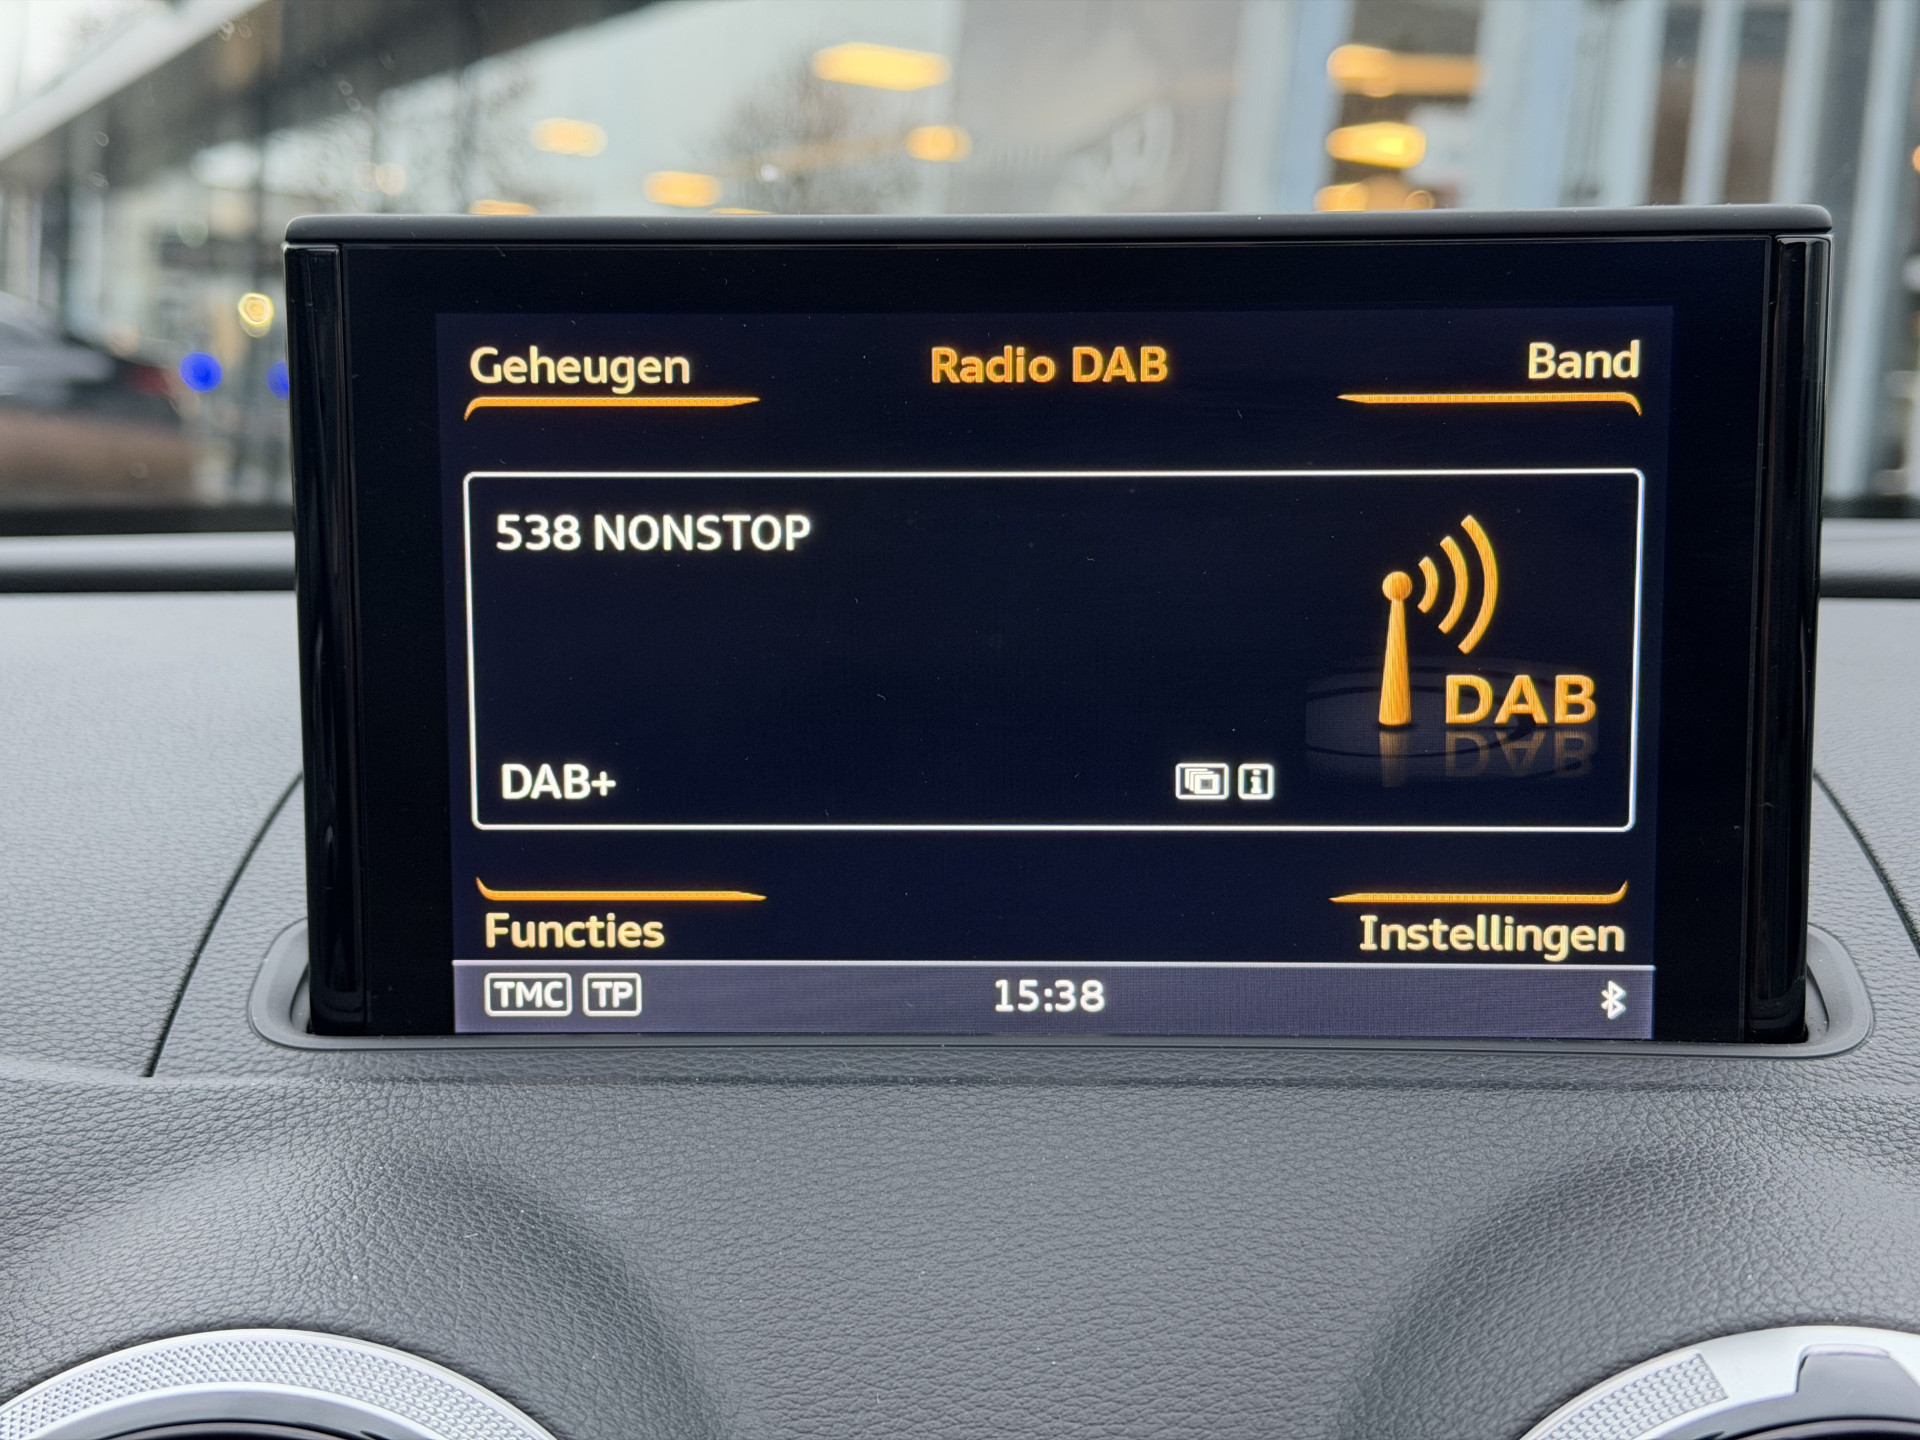 Geheugen
Radio DAB
Band
538 NONSTOP
DAB
DAB+
Functies
Instellingen
TMC TP
15:38